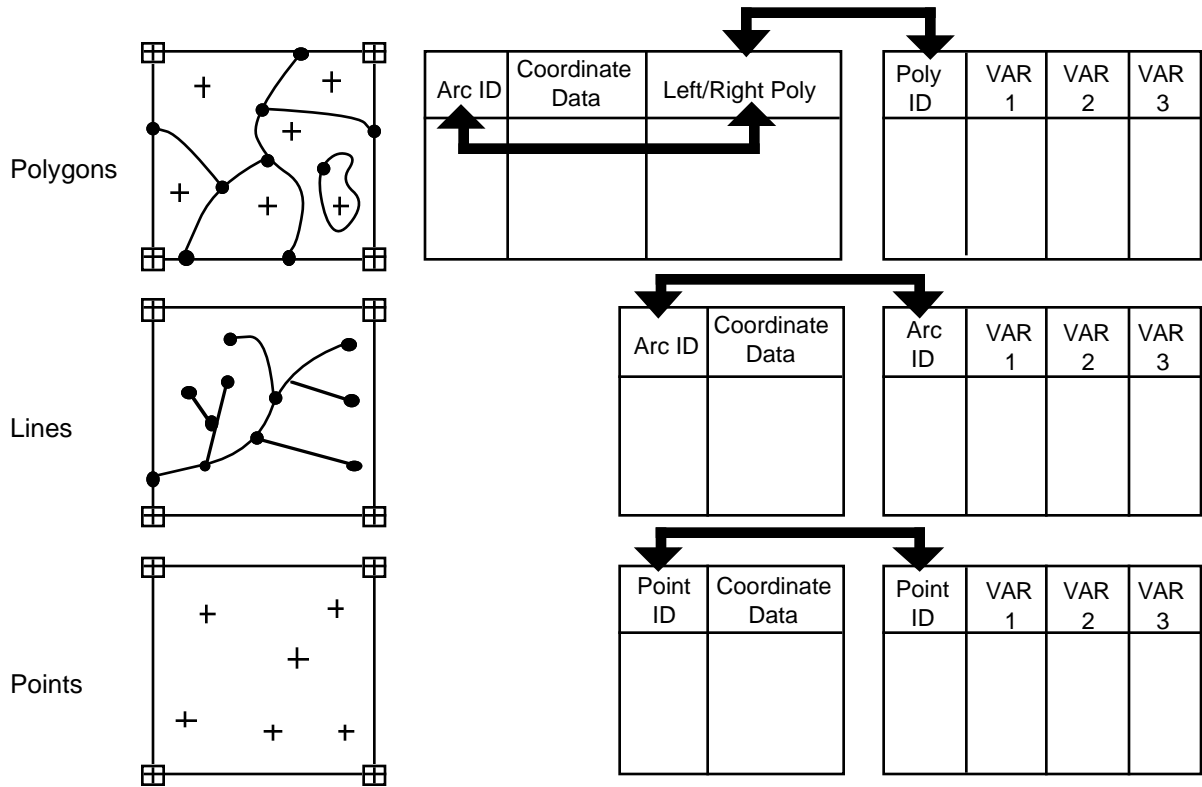 Polygons
Arc ID
Coordinate
Data
Left/Right Poly
Poly
ID
VAR
1
VAR
2
VAR
3
Lines
Arc ID
Coordinate
Data
Arc
ID
VAR
1
VAR
2
VAR
3
Points
Point
ID
Coordinate
Data
Point
ID
VAR
1
VAR
2
VAR
3